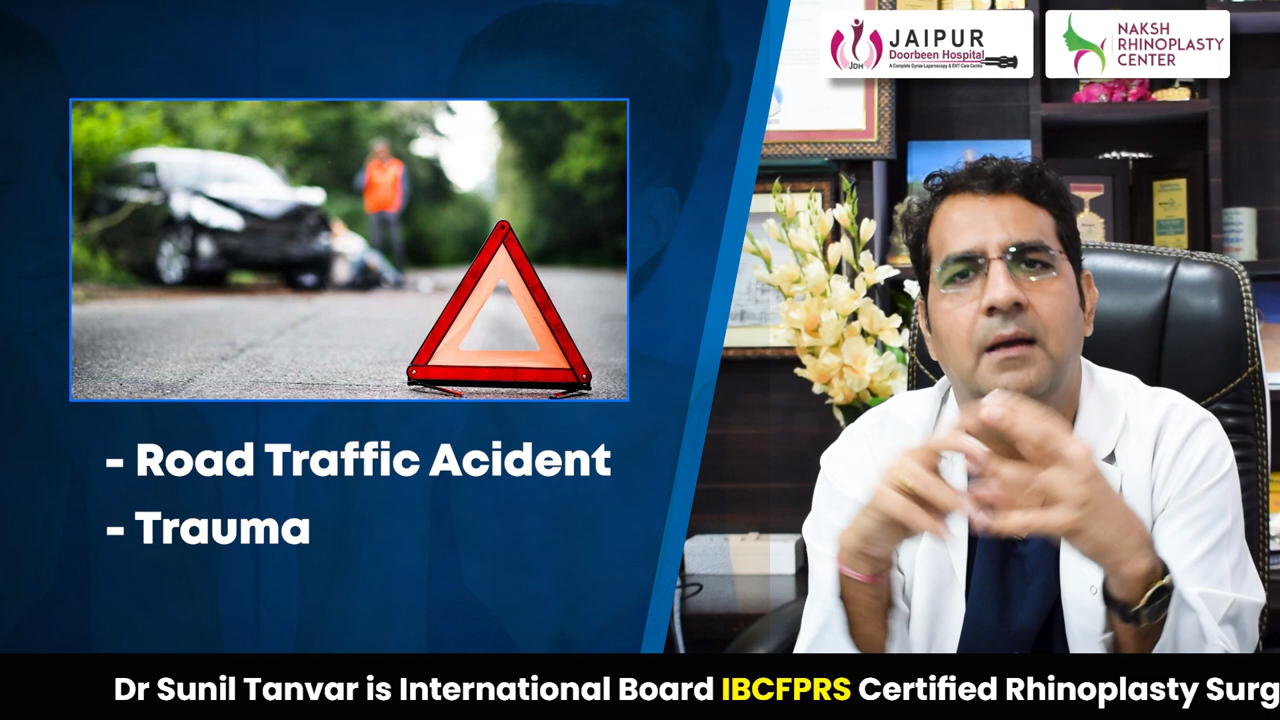 JAIPUR
Doorbeen Hospital
A Complete Gynae Laparoscopy & ENT Care Centre
JDH
NAKSH
RHINOPLASTY
CENTER
- Road Traffic Acident
- Trauma
Dr Sunil Tanvar is International Board IBCFPRS Certified Rhinoplasty Surg